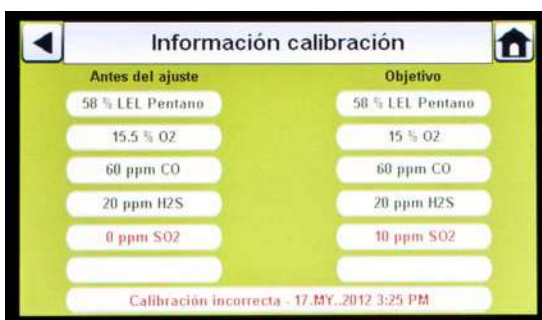 Información calibración
Antes del ajuste Objetivo
58 % LEL Pentano 58 % LEL Pentano
15.5 % O2 15 % O2
60 ppm CO 60 ppm CO
20 ppm H2S 20 ppm H2S
0 ppm SO2 10 ppm SO2
Calibración incorrecta - 17.MY..2012 3:25 PM